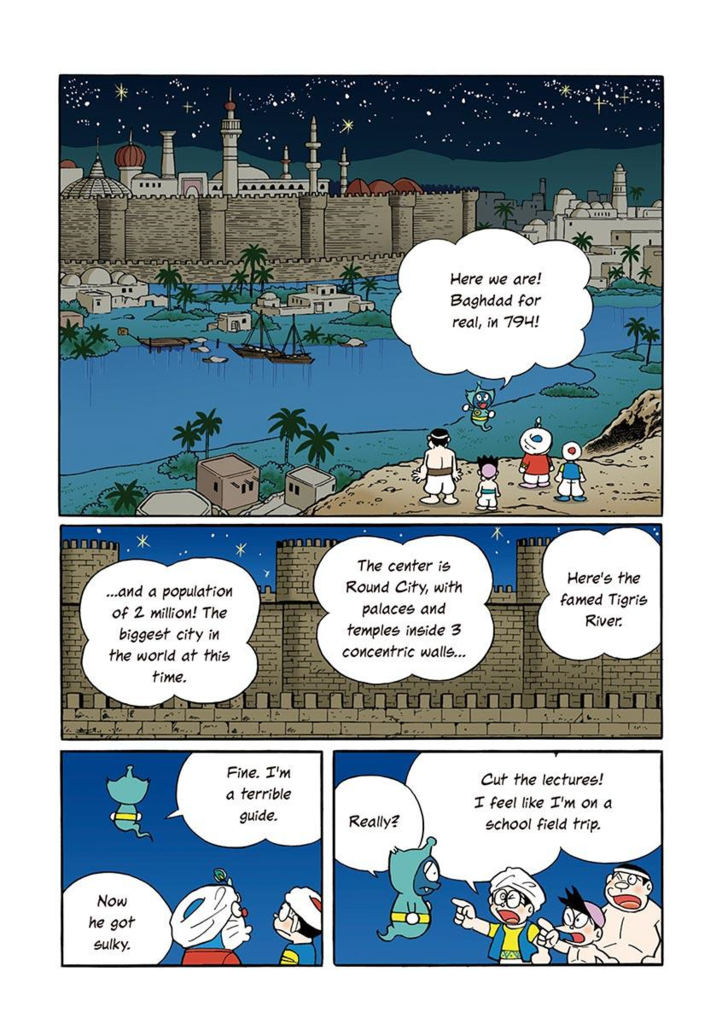 Here we are!
Baghdad for
real, in 794!
Here's the
famed Tigris
River.
The center is
Round City, with
palaces and
temples inside 3
concentric walls...
...and a population
of 2 million! The
biggest city in
the world at this
time.
Cut the lectures!
I feel like I'm on a
school field trip.
Really?
Fine. I'm
a terrible
guide.
Now
he got
sulky.